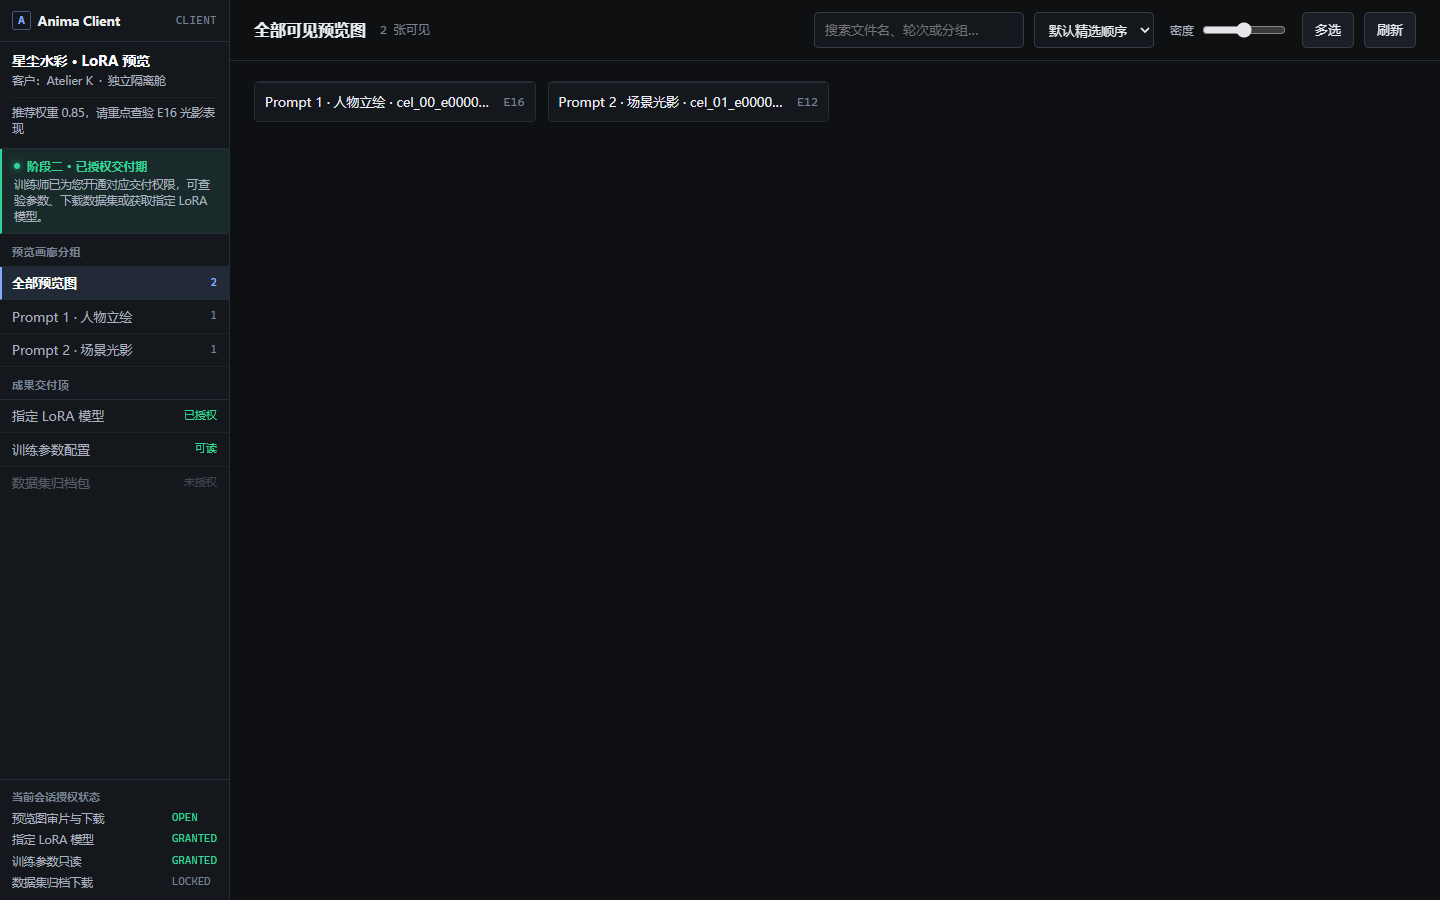 A Anima Client CLIENT
星尘水彩 • LoRA 预览
客户：Atelier K · 独立隔离舱
推荐权重 0.85，请重点查验 E16 光影表
现
阶段二 • 已授权交付期
训练师已为您开通对应交付权限，可查
验参数、下载数据集或获取指定 LoRA
模型。
预览画廊分组
全部预览图 2
Prompt 1 · 人物立绘 1
Prompt 2 · 场景光影 1
成果交付项
指定 LoRA 模型 已授权
训练参数配置 可读
数据集归档包 未授权
当前会话授权状态
预览图审片与下载 OPEN
指定 LoRA 模型 GRANTED
训练参数只读 GRANTED
数据集归档下载 LOCKED
全部可见预览图 2 张可见
搜索文件名、轮次或分组...
默认精选顺序
密度
多选
刷新
Prompt 1 · 人物立绘 · cel_00_e0000... E16
Prompt 2 · 场景光影 · cel_01_e0000... E12